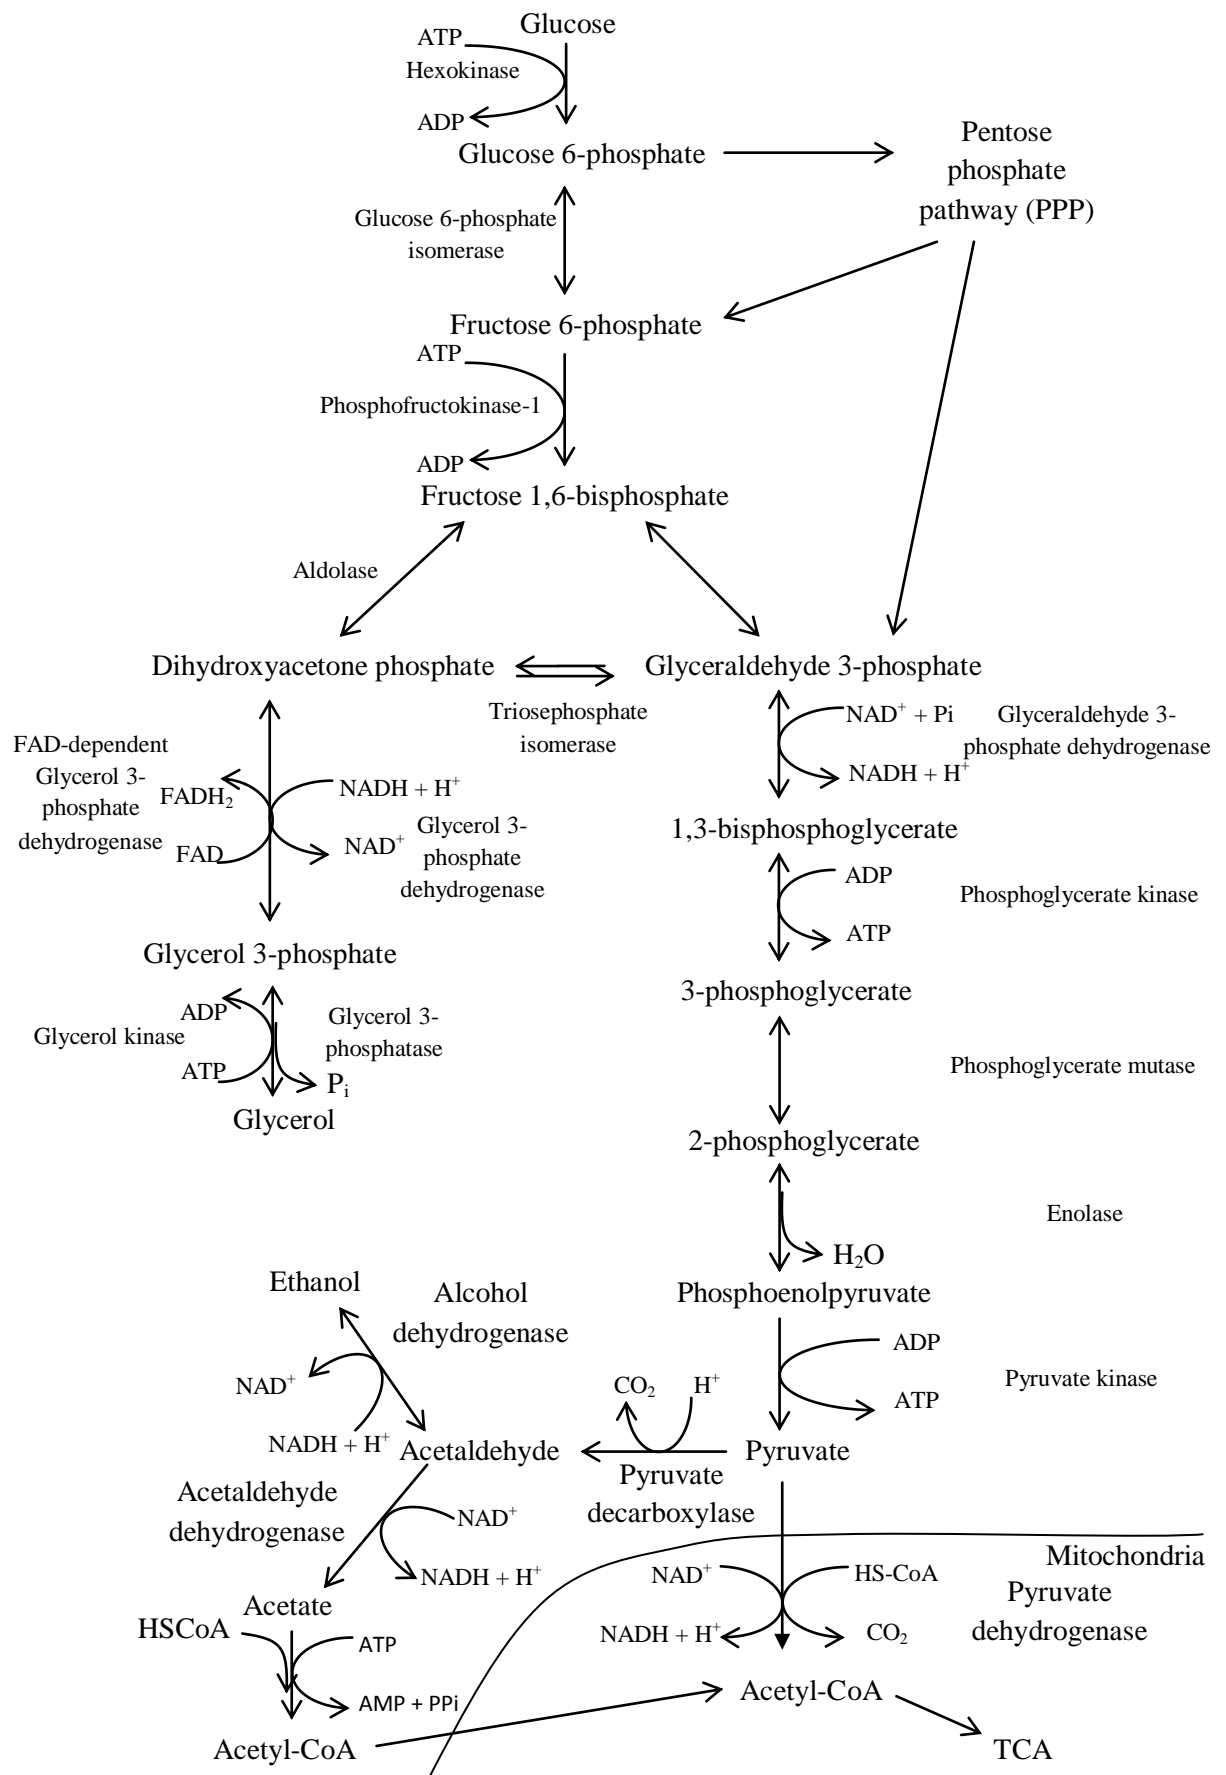 Glucose
ATP
Hexokinase
ADP
Glucose 6-phosphate
Pentose
phosphate
pathway (PPP)
Glucose 6-phosphate
isomerase
Fructose 6-phosphate
ATP
Phosphofructokinase-1
ADP
Fructose 1,6-bisphosphate
Aldolase
Dihydroxyacetone phosphate
Glyceraldehyde 3-phosphate
Triosephosphate
isomerase
NAD⁺ + Pi
Glyceraldehyde 3-
phosphate dehydrogenase
NADH + H⁺
FAD-dependent
Glycerol 3-
phosphate
dehydrogenase
FADH₂
FAD
NADH + H⁺
NAD⁺
Glycerol 3-
phosphate
dehydrogenase
1,3-bisphosphoglycerate
ADP
Phosphoglycerate kinase
ATP
Glycerol 3-phosphate
3-phosphoglycerate
ADP
Glycerol kinase
ATP
Glycerol 3-
phosphatase
Pᵢ
Glycerol
Phosphoglycerate mutase
2-phosphoglycerate
Enolase
H₂O
Phosphoenolpyruvate
Ethanol
Alcohol
dehydrogenase
NAD⁺
NADH + H⁺
ADP
Pyruvate kinase
ATP
CO₂
H⁺
Acetaldehyde
Pyruvate
Pyruvate
decarboxylase
Acetaldehyde
dehydrogenase
NAD⁺
NADH + H⁺
Mitochondria
NAD⁺
HS-CoA
Pyruvate
dehydrogenase
NADH + H⁺
CO₂
Acetate
HSCoA
ATP
AMP + PPi
Acetyl-CoA
Acetyl-CoA
TCA